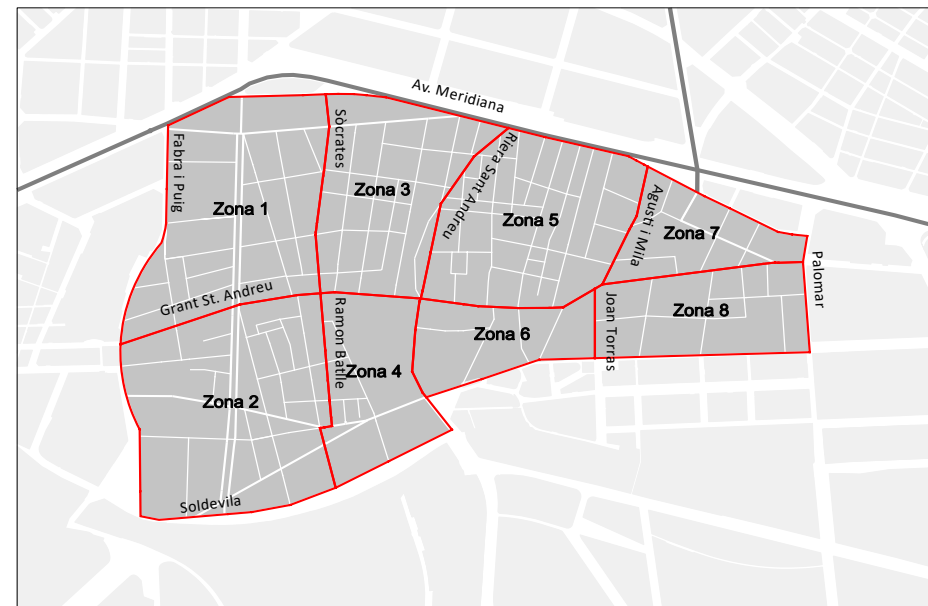 Av. Meridiana
Sòcrates
Fabra i Puig
Riera Sant Andreu
Zona 3
Zona 1
Zona 5
Agustí i Mila
Zona 7
Palomar
Grant St. Andreu
Ramon Batlle
Joan Torras
Zona 8
Zona 6
Zona 4
Zona 2
Soldevila